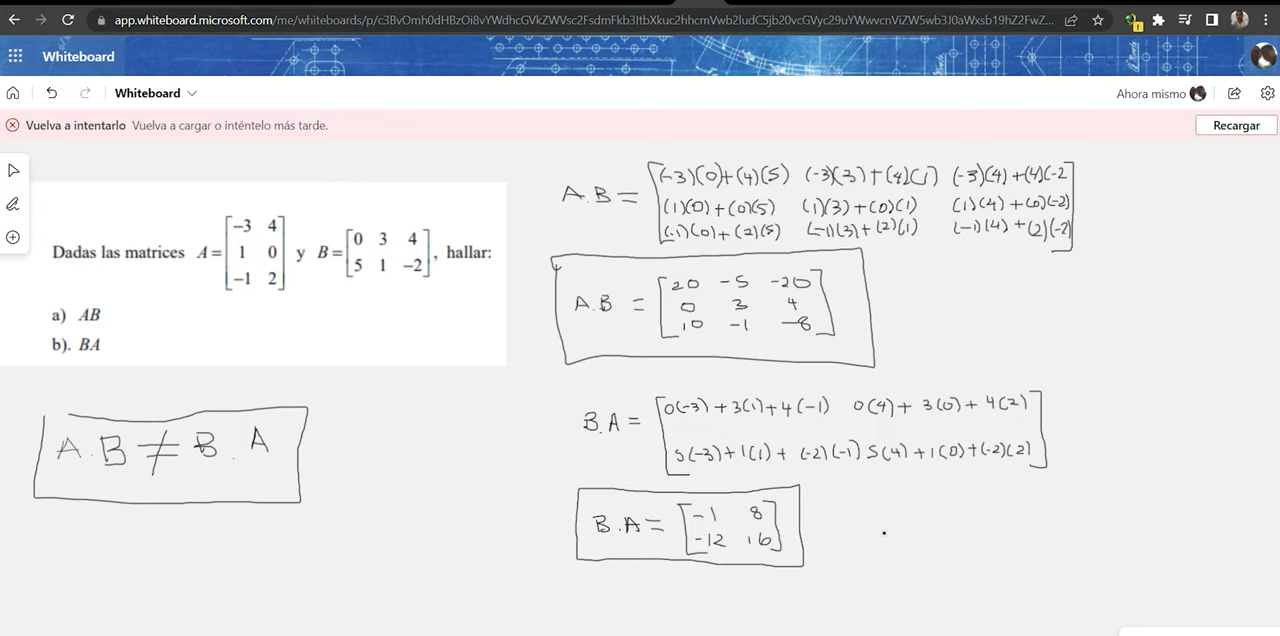 app.whiteboard.microsoft.com/me/whiteboards/p/c3BvOmh0dHBzOi8vYWdhcGVkZWVsc2FsdmFkb3ItbXkuc2hhcmVwb2ludC5jb20vcGVyc29uYWwvcnViZW5wb3J0aWxsb19hZ2FwZ...
Whiteboard
Whiteboard
Ahora mismo
Vuelva a intentarlo Vuelva a cargar o inténtelo más tarde.
Recargar
Dadas las matrices A = [-3 4
1 0
-1 2] y B = [0 3 4
5 1 -2], hallar:
a) AB
b). BA
A.B ≠ B.A
A.B = [(-3)(0)+(4)(5) (-3)(3)+(4)(1) (-3)(4)+(4)(-2
(1)(0)+(0)(5) (1)(3)+(0)(1) (1)(4)+(0)(-2)
(-1)(0)+(2)(5) (-1)(3)+(2)(1) (-1)(4)+(2)(-2)]
A.B = [20 -5 -20
0 3 4
10 -1 -8]
B.A = [0(-3)+3(1)+4(-1) 0(4)+3(0)+4(2)
5(-3)+1(1)+(-2)(-1) 5(4)+1(0)+(-2)(2)]
B.A = [-1 8
-12 16]